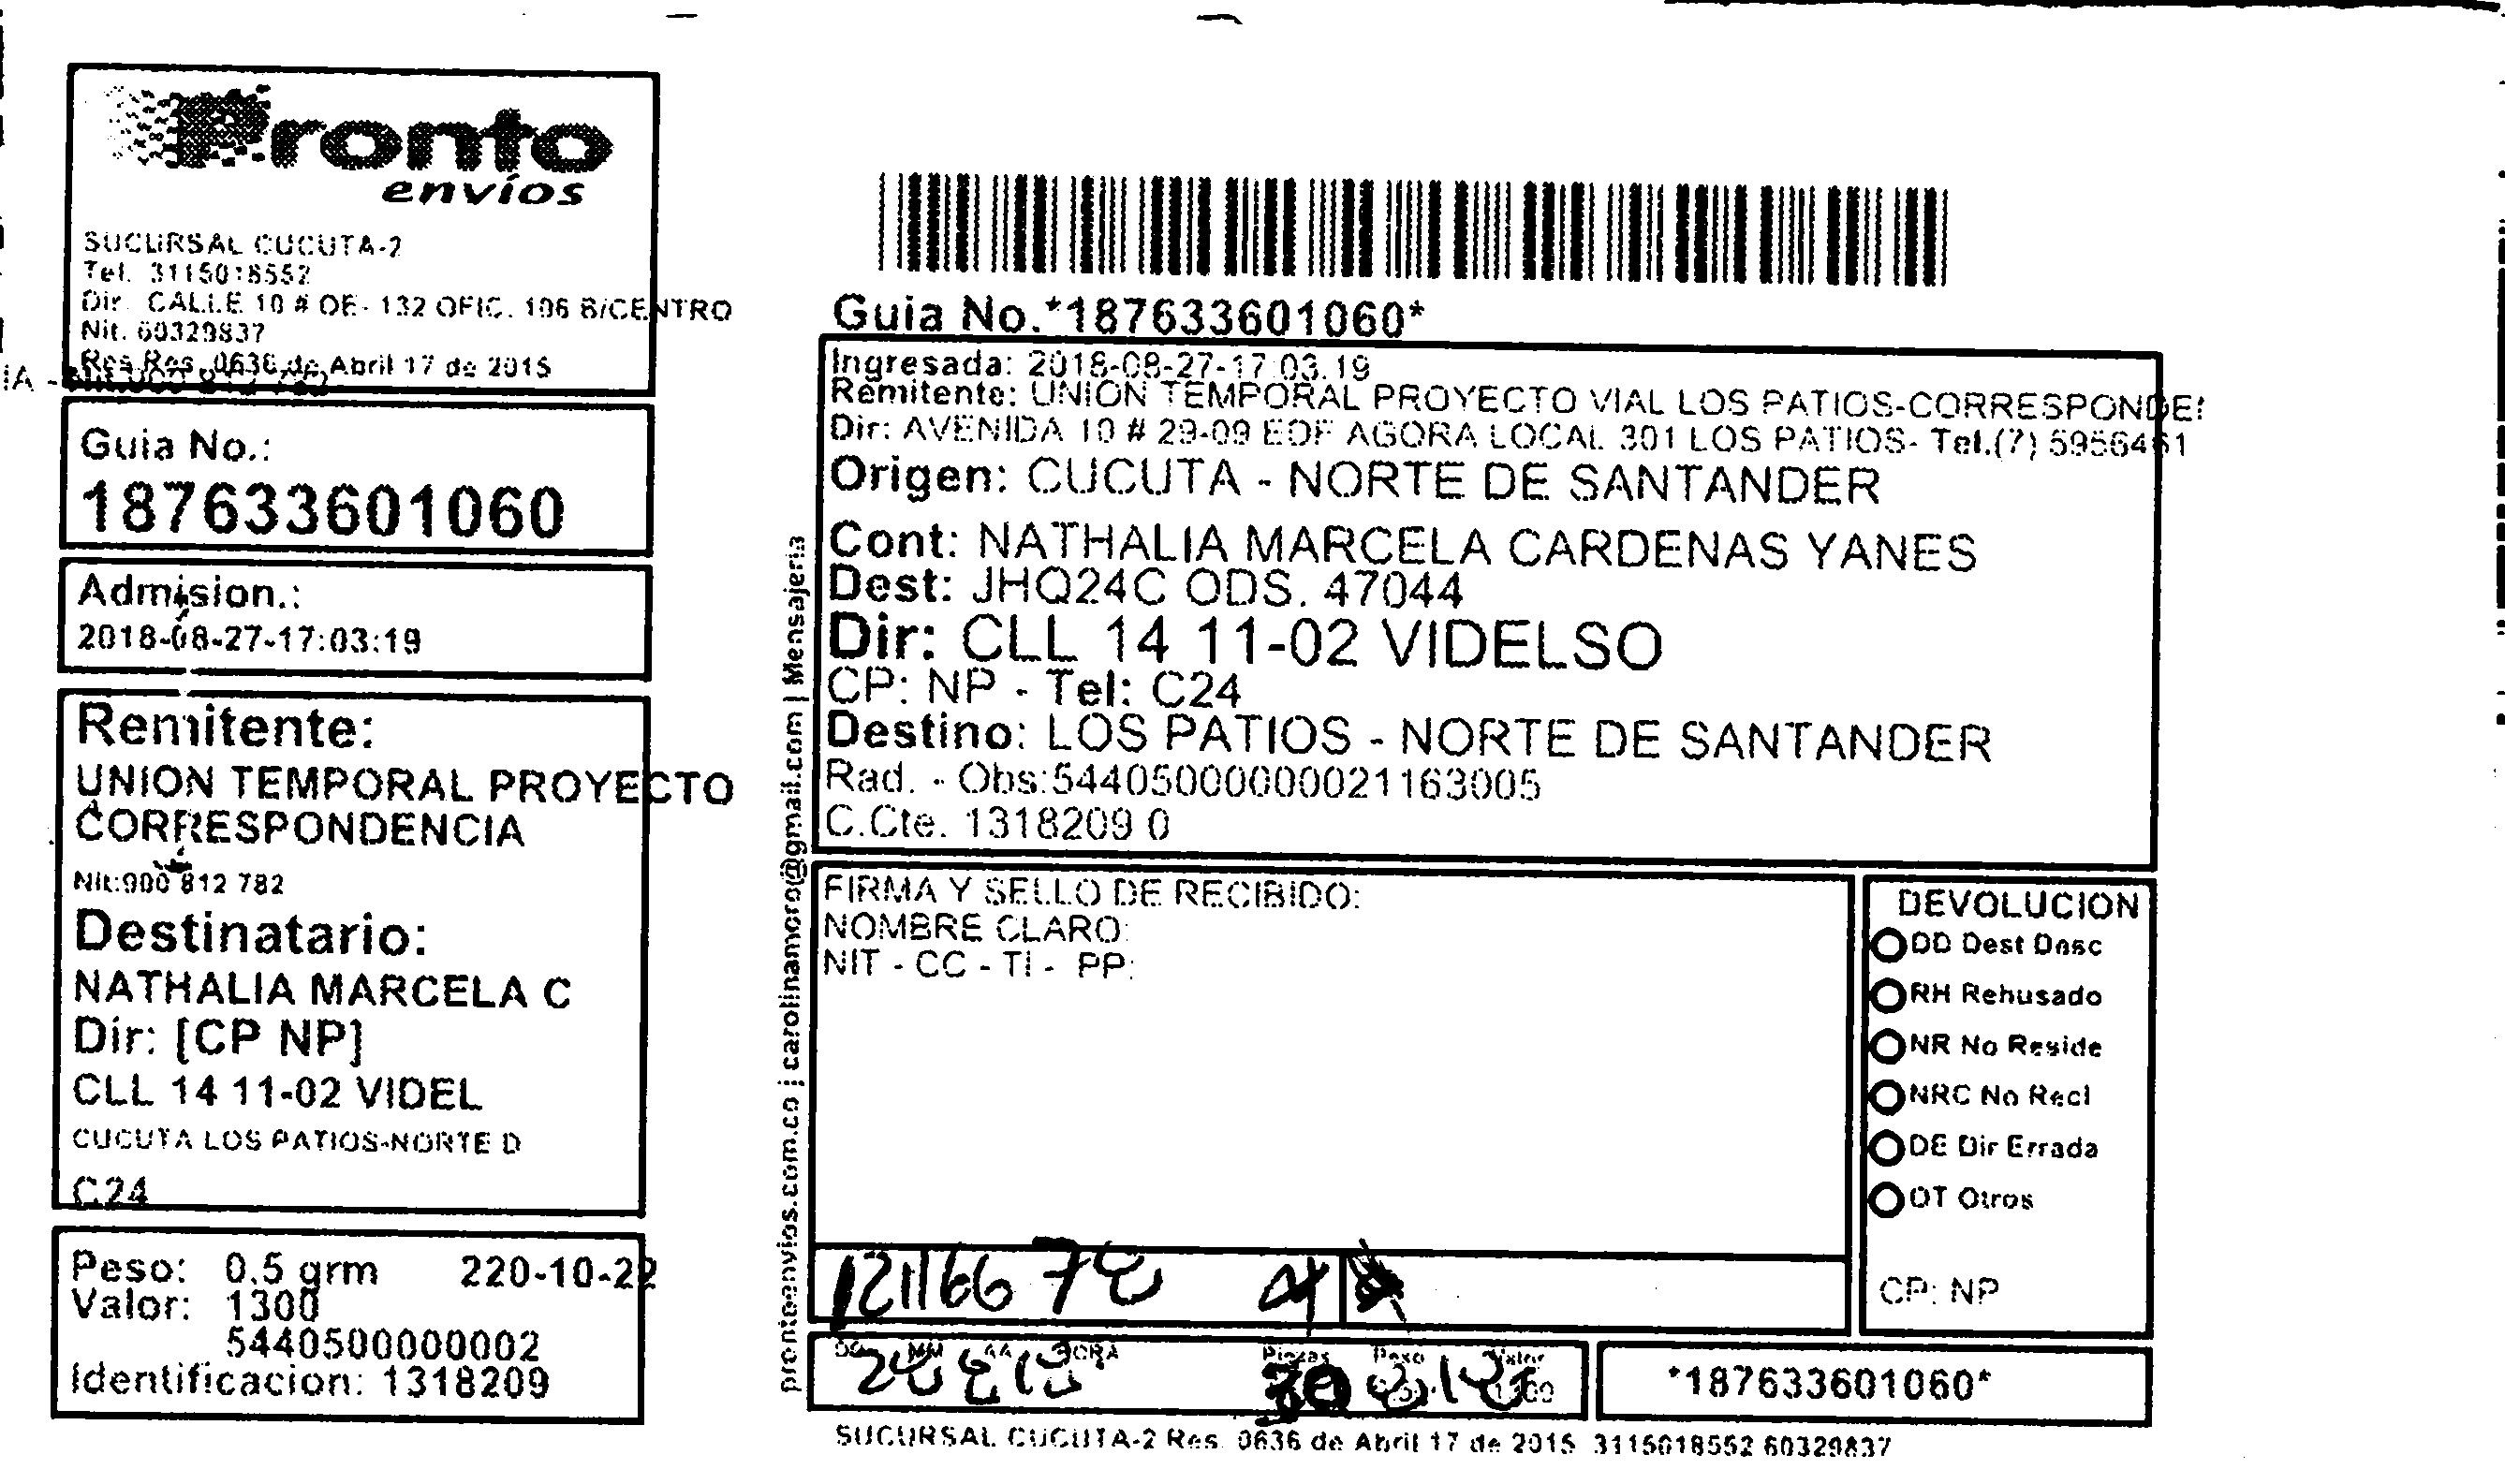 Pronto
envíos
SUCURSAL CUCUTA-2
Tel. 3115018552
Dir. CALLE 10 # OE- 132 OFIC. 106 B/CENTRO
Nit. 60329837
Res Res. 0636 de Abril 17 de 2015
Guia No.:
187633601060
Admision.:
2018-08-27-17:03:19
Remitente:
UNION TEMPORAL PROYECTO
CORRESPONDENCIA
Nit:900 812 782
Destinatario:
NATHALIA MARCELA C
Dir: [CP NP]
CLL 14 11-02 VIDEL
CUCUTA LOS PATIOS-NORTE D
C24
Peso: 0.5 grm 220-10-22
Valor: 1300
5440500000002
Identificacion: 1318209
prontoenvios.com.co | carolinamoro@gmail.com | Mensajeria
Guia No.*187633601060*
Ingresada: 2018-08-27-17:03:19
Remitente: UNION TEMPORAL PROYECTO VIAL LOS PATIOS-CORRESPONDE
Dir: AVENIDA 10 # 29-09 EDF AGORA LOCAL 301 LOS PATIOS- Tel.(7) 5956461
Origen: CUCUTA - NORTE DE SANTANDER
Cont: NATHALIA MARCELA CARDENAS YANES
Dest: JHQ24C ODS. 47044
Dir: CLL 14 11-02 VIDELSO
CP: NP - Tel: C24
Destino: LOS PATIOS - NORTE DE SANTANDER
Rad. - Obs:544050000000021163005
C.Cte. 1318209 0
FIRMA Y SELLO DE RECIBIDO:
NOMBRE CLARO:
NIT - CC - TI - PP:
DEVOLUCION
DD Dest Desc
RH Rehusado
NR No Reside
NRC No Recl
DE Dir Errada
OT Otros
CP: NP
MM AA HORA Piezas Peso Valor
*187633601060*
SUCURSAL CUCUTA-2 Res. 0636 de Abril 17 de 2015 3115018552 60329837